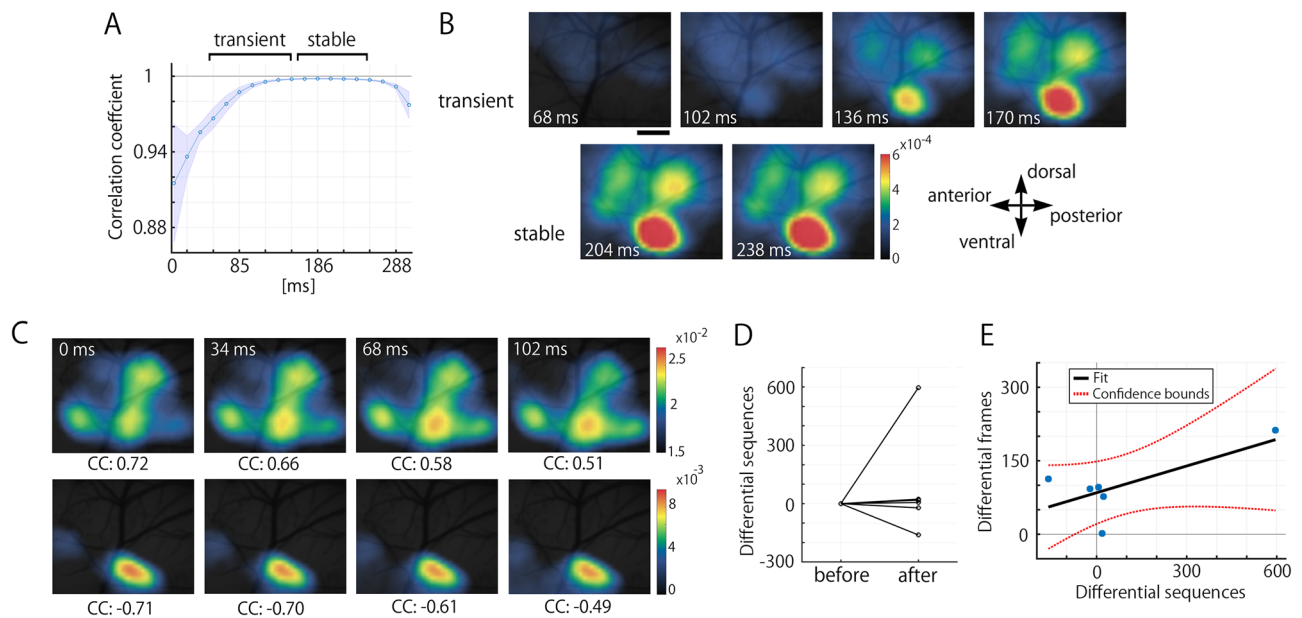 A
transient stable
Correlation coeffcient
1
0.94
0.88
0 85 186 288
[ms]
B
transient
68 ms 102 ms 136 ms 170 ms
stable
204 ms 238 ms
6 x10-4
4
2
0
dorsal
anterior
posterior
ventral
C
0 ms 34 ms 68 ms 102 ms
x10-2
2.5
2
1.5
CC: 0.72 CC: 0.66 CC: 0.58 CC: 0.51
x10-3
8
4
0
CC: -0.71 CC: -0.70 CC: -0.61 CC: -0.49
D
Differential sequences
600
300
0
-300
before after
E
Differential frames
300
150
0
Fit
Confidence bounds
0 300 600
Differential sequences